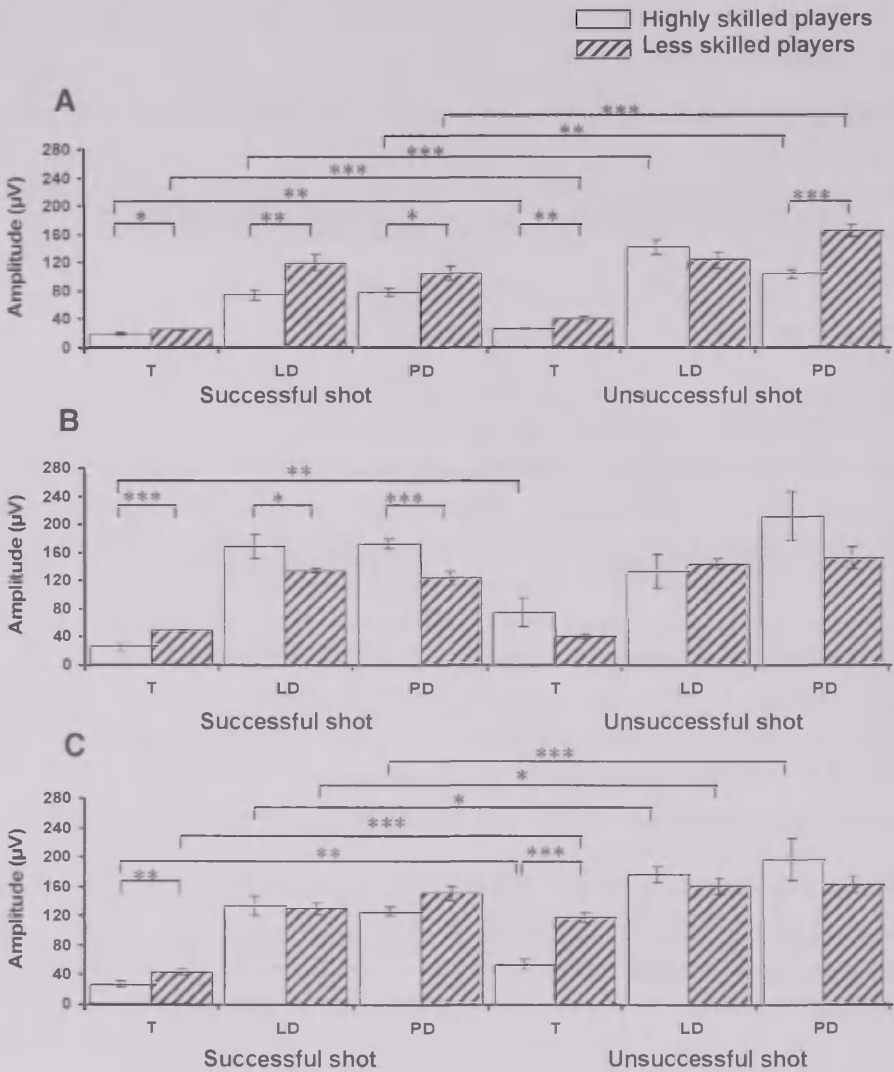 Highly skilled players
Less skilled players
A
***
**
***
***
**
* ** * ** ***
Amplitude (µV)
280
240
200
160
120
80
40
0
T LD PD T LD PD
Successful shot Unsuccessful shot
B
**
*** * ***
Amplitude (µV)
280
240
200
160
120
80
40
0
T LD PD T LD PD
Successful shot Unsuccessful shot
C
***
*
*
***
** ***
**
Amplitude (µV)
280
240
200
160
120
80
40
0
T LD PD T LD PD
Successful shot Unsuccessful shot